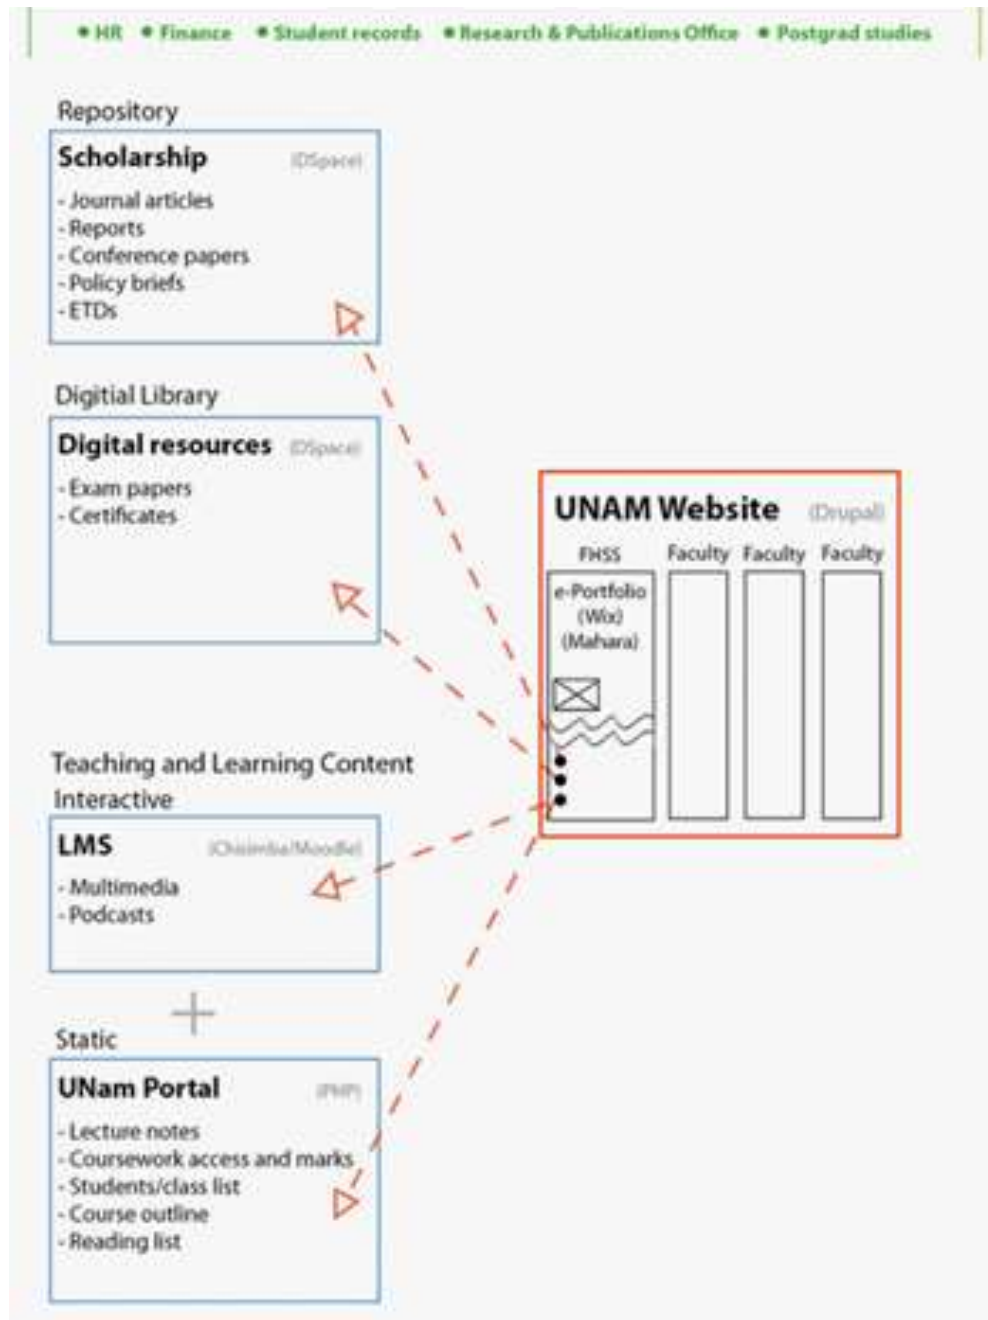 • HR • Finance • Student records • Research & Publications Office • Postgrad studies
Repository
Scholarship (DSpace)
- Journal articles
- Reports
- Conference papers
- Policy briefs
- ETDs
Digitial Library
Digital resources (DSpace)
- Exam papers
- Certificates
UNAM Website (Drupal)
FHSS Faculty Faculty Faculty
e-Portfolio
(Wix)
(Mahara)
Teaching and Learning Content
Interactive
LMS (Chisimba/Moodle)
- Multimedia
- Podcasts
Static
UNam Portal (PHP)
- Lecture notes
- Coursework access and marks
- Students/class list
- Course outline
- Reading list